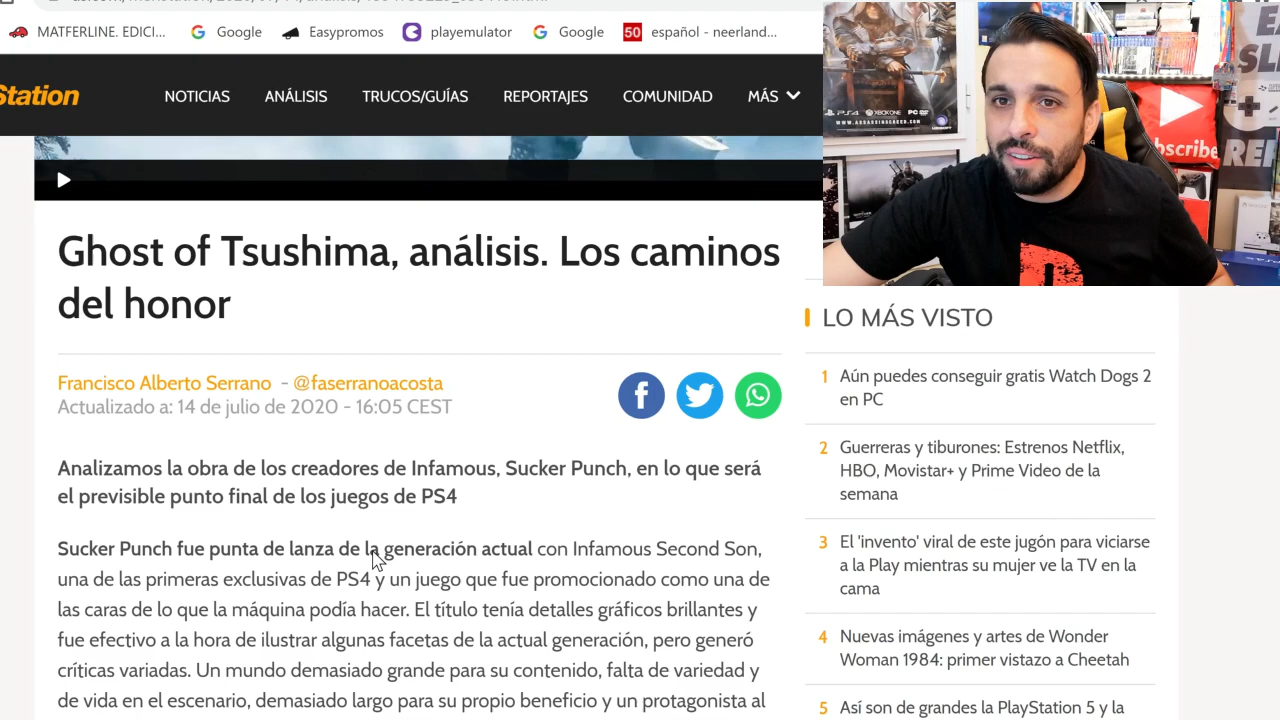 MATFERLINE. EDICI...
Google
Easypromos
playemulator
Google
50 español - neerland...
Station
NOTICIAS
ANÁLISIS
TRUCOS/GUÍAS
REPORTAJES
COMUNIDAD
MÁS
Ghost of Tsushima, análisis. Los caminos
del honor
Francisco Alberto Serrano - @faserranoacosta
Actualizado a: 14 de julio de 2020 - 16:05 CEST
Analizamos la obra de los creadores de Infamous, Sucker Punch, en lo que será
el previsible punto final de los juegos de PS4
Sucker Punch fue punta de lanza de la generación actual con Infamous Second Son,
una de las primeras exclusivas de PS4 y un juego que fue promocionado como una de
las caras de lo que la máquina podía hacer. El título tenía detalles gráficos brillantes y
fue efectivo a la hora de ilustrar algunas facetas de la actual generación, pero generó
críticas variadas. Un mundo demasiado grande para su contenido, falta de variedad y
de vida en el escenario, demasiado largo para su propio beneficio y un protagonista al
PS4 XBOX ONE PC DVD
WWW.ASSASSINSCREED.COM
UBISOFT
bscribe
LO MÁS VISTO
1 Aún puedes conseguir gratis Watch Dogs 2
en PC
2 Guerreras y tiburones: Estrenos Netflix,
HBO, Movistar+ y Prime Video de la
semana
3 El 'invento' viral de este jugón para viciarse
a la Play mientras su mujer ve la TV en la
cama
4 Nuevas imágenes y artes de Wonder
Woman 1984: primer vistazo a Cheetah
5 Así son de grandes la PlayStation 5 y la